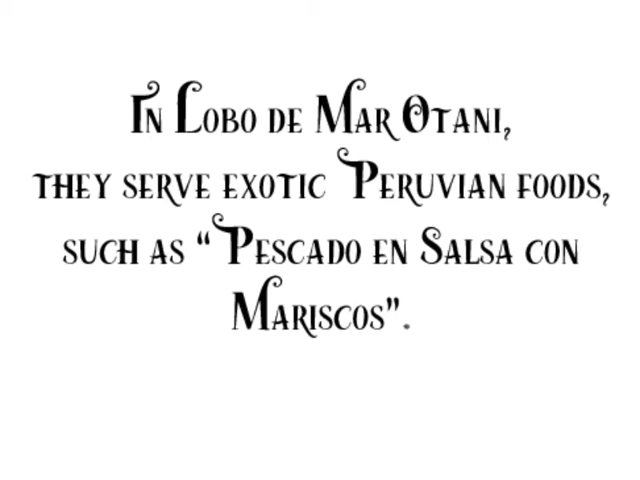 In Lobo de Mar Otani,
they serve exotic Peruvian foods,
such as “Pescado en Salsa con
Mariscos”.